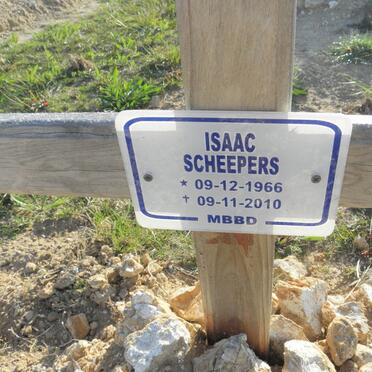 ISAAC
SCHEEPERS
* 09-12-1966
† 09-11-2010
MBBD